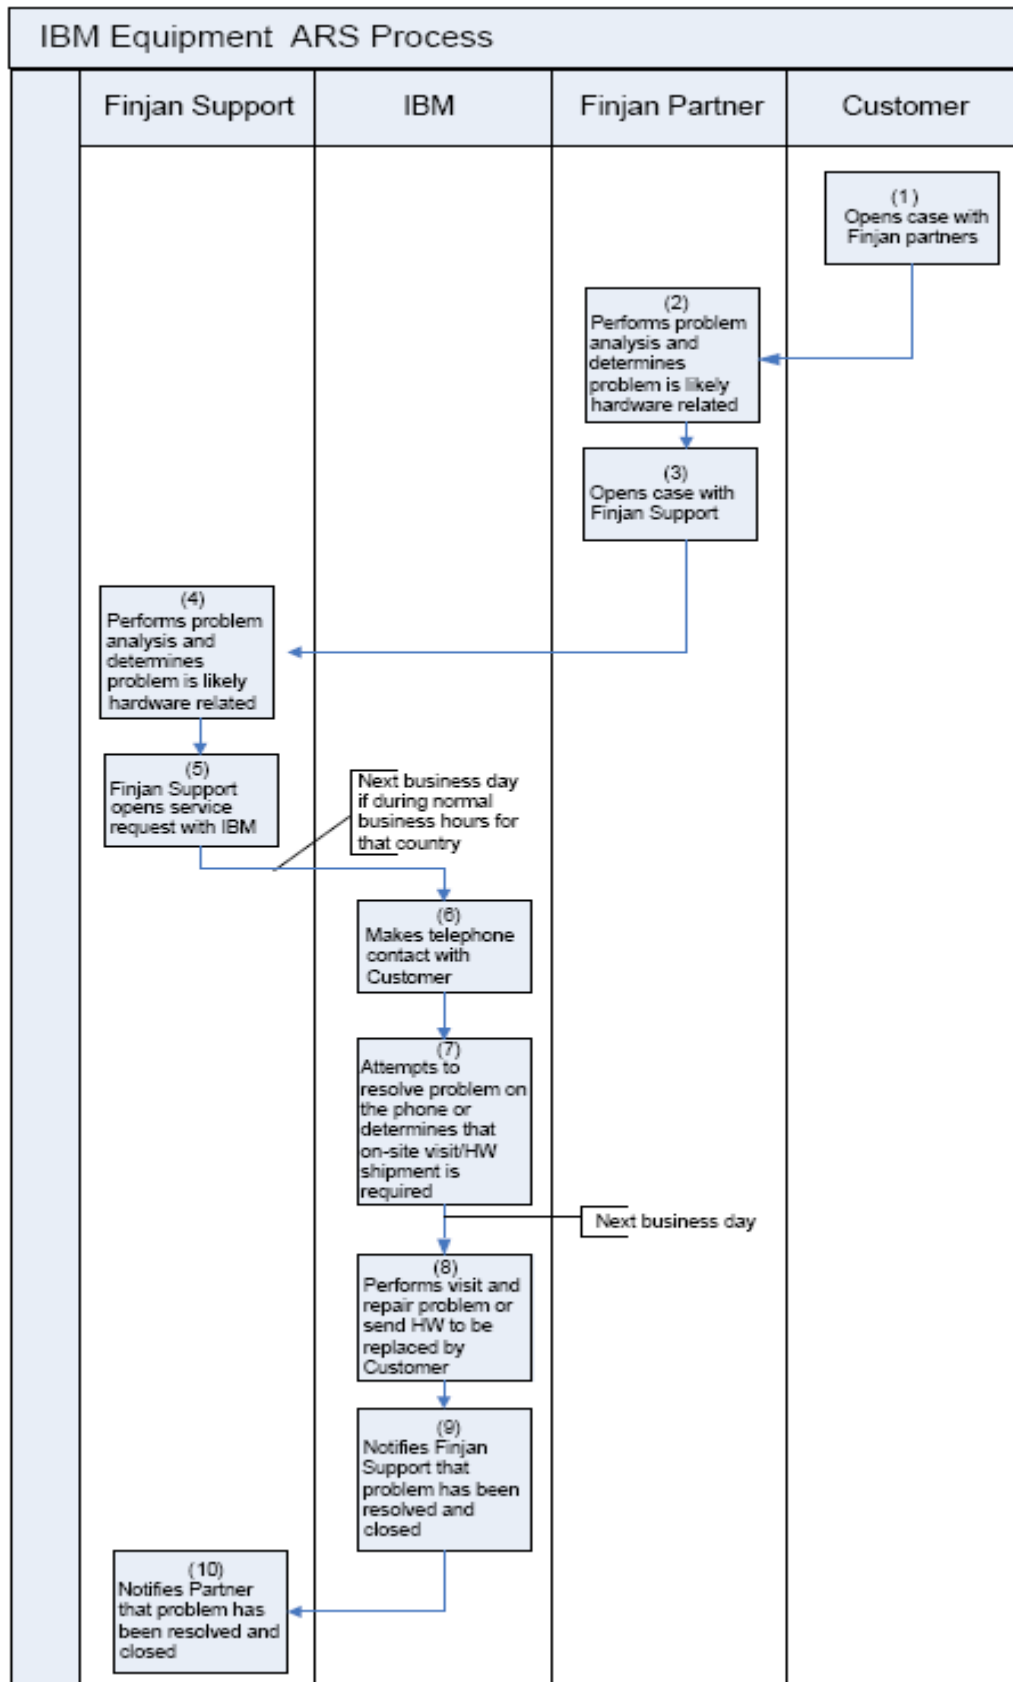 IBM Equipment ARS Process
Finjan Support
IBM
Finjan Partner
Customer
(1)
Opens case with
Finjan partners
(2)
Performs problem
analysis and
determines
problem is likely
hardware related
(3)
Opens case with
Finjan Support
(4)
Performs problem
analysis and
determines
problem is likely
hardware related
(5)
Finjan Support
opens service
request with IBM
Next business day
if during normal
business hours for
that country
(6)
Makes telephone
contact with
Customer
(7)
Attempts to
resolve problem on
the phone or
determines that
on-site visit/HW
shipment is
required
Next business day
(8)
Performs visit and
repair problem or
send HW to be
replaced by
Customer
(9)
Notifies Finjan
Support that
problem has been
resolved and
closed
(10)
Notifies Partner
that problem has
been resolved and
closed